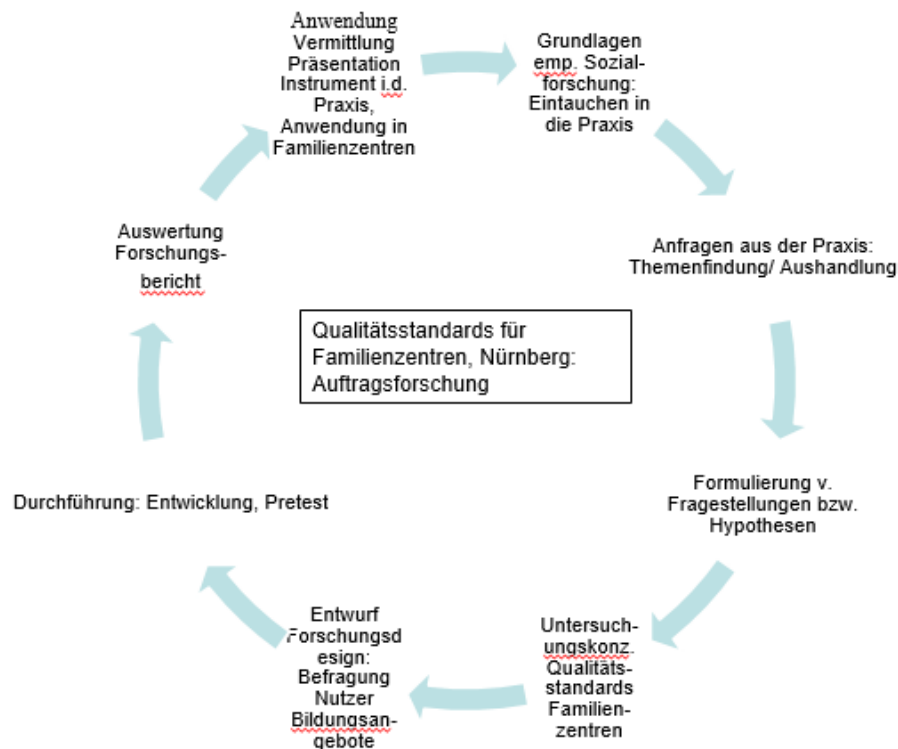 Anwendung
Vermittlung
Präsentation
Instrument i.d.
Praxis,
Anwendung in
Familienzentren
Grundlagen
emp. Sozial-
forschung:
Eintauchen in
die Praxis
Anfragen aus der Praxis:
Themenfindung/ Aushandlung
Formulierung v.
Fragestellungen bzw.
Hypothesen
Untersuch-
ungskonz.
Qualitäts-
standards
Familien-
zentren
Entwurf
Forschungsd
esign:
Befragung
Nutzer
Bildungsan-
gebote
Durchführung: Entwicklung, Pretest
Auswertung
Forschungs-
bericht
Qualitätsstandards für
Familienzentren, Nürnberg:
Auftragsforschung